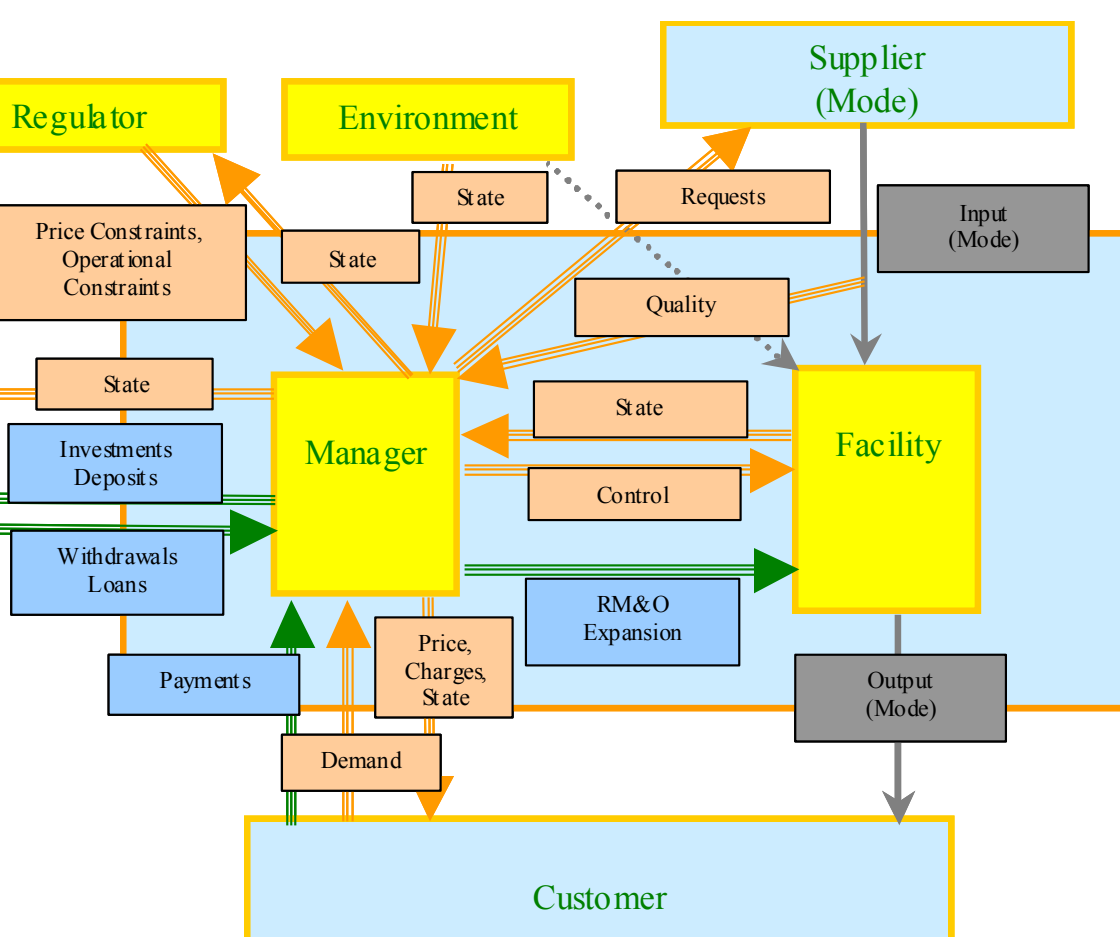 Supplier
(Mode)
Regulator
Environment
State
Requests
Input
(Mode)
Price Constraints,
Operational
Constraints
State
Quality
State
State
Investments
Deposits
Manager
Facility
Control
Withdrawals
Loans
RM&O
Expansion
Price,
Charges,
State
Payments
Output
(Mode)
Demand
Customer